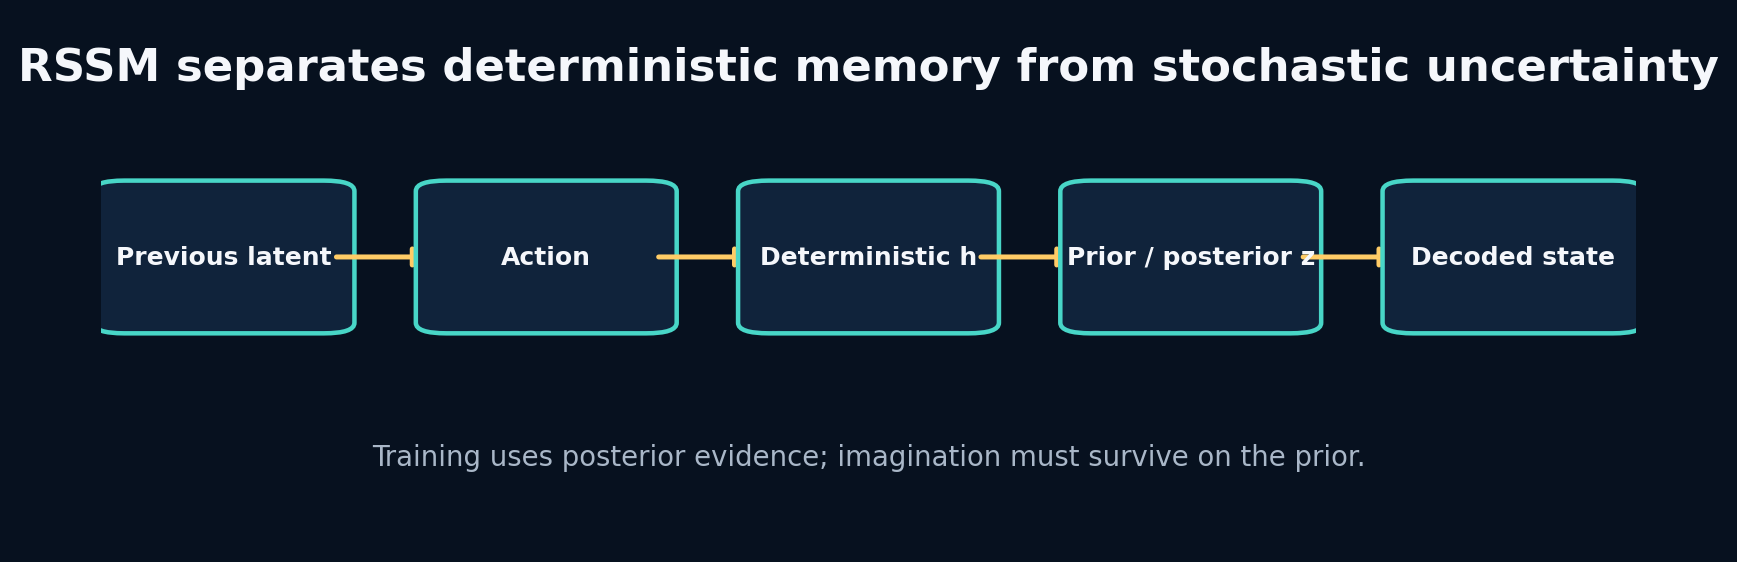 RSSM separates deterministic memory from stochastic uncertainty
Previous latent
Action
Deterministic h
Prior / posterior z
Decoded state
Training uses posterior evidence; imagination must survive on the prior.